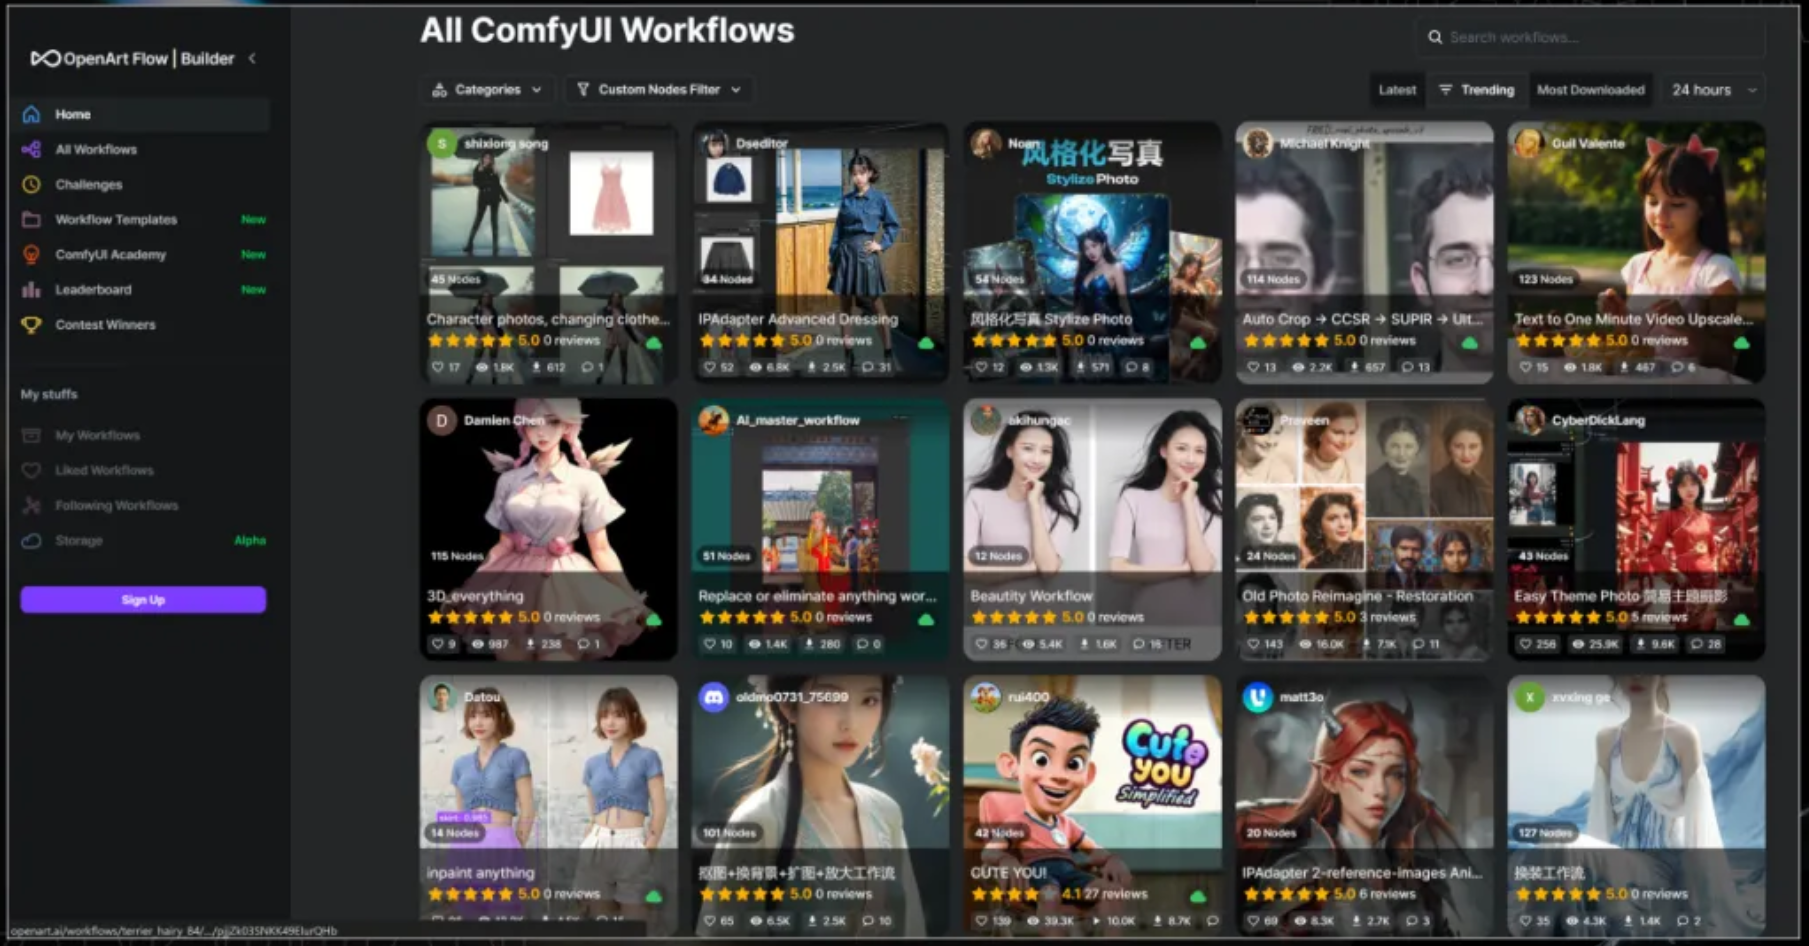 All ComfyUI Workflows
Search workflows...
OpenArt Flow | Builder
Categories
Custom Nodes Filter
Latest
Trending
Most Downloaded
24 hours
Home
All Workflows
Challenges
Workflow Templates New
ComfyUI Academy New
Leaderboard New
Contest Winners
My stuffs
My Workflows
Liked Workflows
Following Workflows
Storage Alpha
Sign Up
S shixiong song
45 Nodes
Character photos, changing clothe...
5.0 0 reviews
17 1.8K 612 1
Dseditor
84 Nodes
IPAdapter Advanced Dressing
5.0 0 reviews
52 6.8K 2.5K 31
Noan
风格化写真
Stylize Photo
54 Nodes
风格化写真 Stylize Photo
5.0 0 reviews
12 1.3K 571 8
Michael Knight
114 Nodes
Auto Crop → CCSR → SUPIR → Ult...
5.0 0 reviews
13 2.2K 657 13
Guil Valente
123 Nodes
Text to One Minute Video Upscale...
5.0 0 reviews
15 1.8K 467 6
D Damien Chen
115 Nodes
3D_everything
5.0 0 reviews
9 987 238 1
AI_master_workflow
51 Nodes
Replace or eliminate anything wor...
5.0 0 reviews
10 1.4K 280 0
akihungac
12 Nodes
Beautity Workflow
5.0 0 reviews
36 5.4K 1.6K 16
Praveen
24 Nodes
Old Photo Reimagine - Restoration
5.0 3 reviews
143 16.0K 7.1K 11
CyberDickLang
43 Nodes
Easy Theme Photo 简易主题摄影
5.0 5 reviews
256 25.9K 9.6K 28
Datou
skirt 0.985
14 Nodes
inpaint anything
5.0 0 reviews
oldmo0731_75699
101 Nodes
抠图+换背景+扩图+放大工作流
5.0 0 reviews
65 6.5K 2.5K 10
rui400
Cute
you
Simplified
42 Nodes
CUTE YOU!
4.1 27 reviews
139 39.3K 10.0K 8.7K
matt3o
20 Nodes
IPAdapter 2-reference-images Ani...
5.0 6 reviews
69 8.3K 2.7K 3
X xvxing ge
127 Nodes
换装工作流
5.0 0 reviews
35 4.3K 1.4K 2